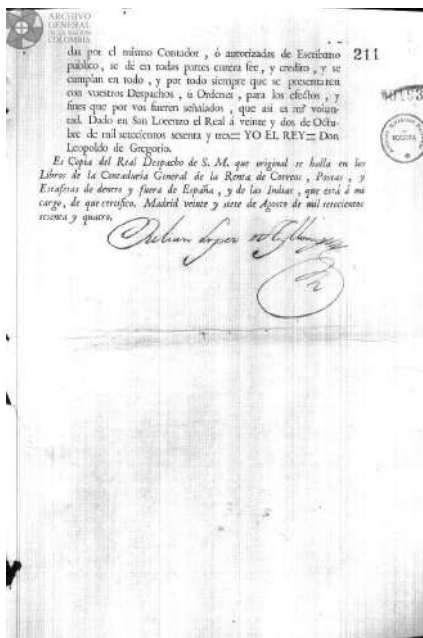 ARCHIVO
GENERAL
DE LA NACIÓN
COLOMBIA
211
das por el mismo Contador , ó autorizadas de Escribano
publico , se dé en todas partes entera fee , y credito , y se
cumplan en todo , y por todo siempre que se presentaren
con vuestros Despachos , ú Ordenes , para los efectos , y
fines que por vos fueren señalados , que asi es mi volun-
tad. Dado en San Lorenzo el Real á veinte y dos de Octu-
bre de mil setecientos sesenta y tres= YO EL REY= Don
Leopoldo de Gregorio.
Es Copia del Real Despacho de S. M. que original se halla en los
Libros de la Contaduría General de la Renta de Correos , Postas , y
Estafetas de dentro y fuera de España , y de las Indias , que está á mi
cargo, de que certifico. Madrid veinte y siete de Agosto de mil setecientos
sesenta y quatro.
BOGOTA